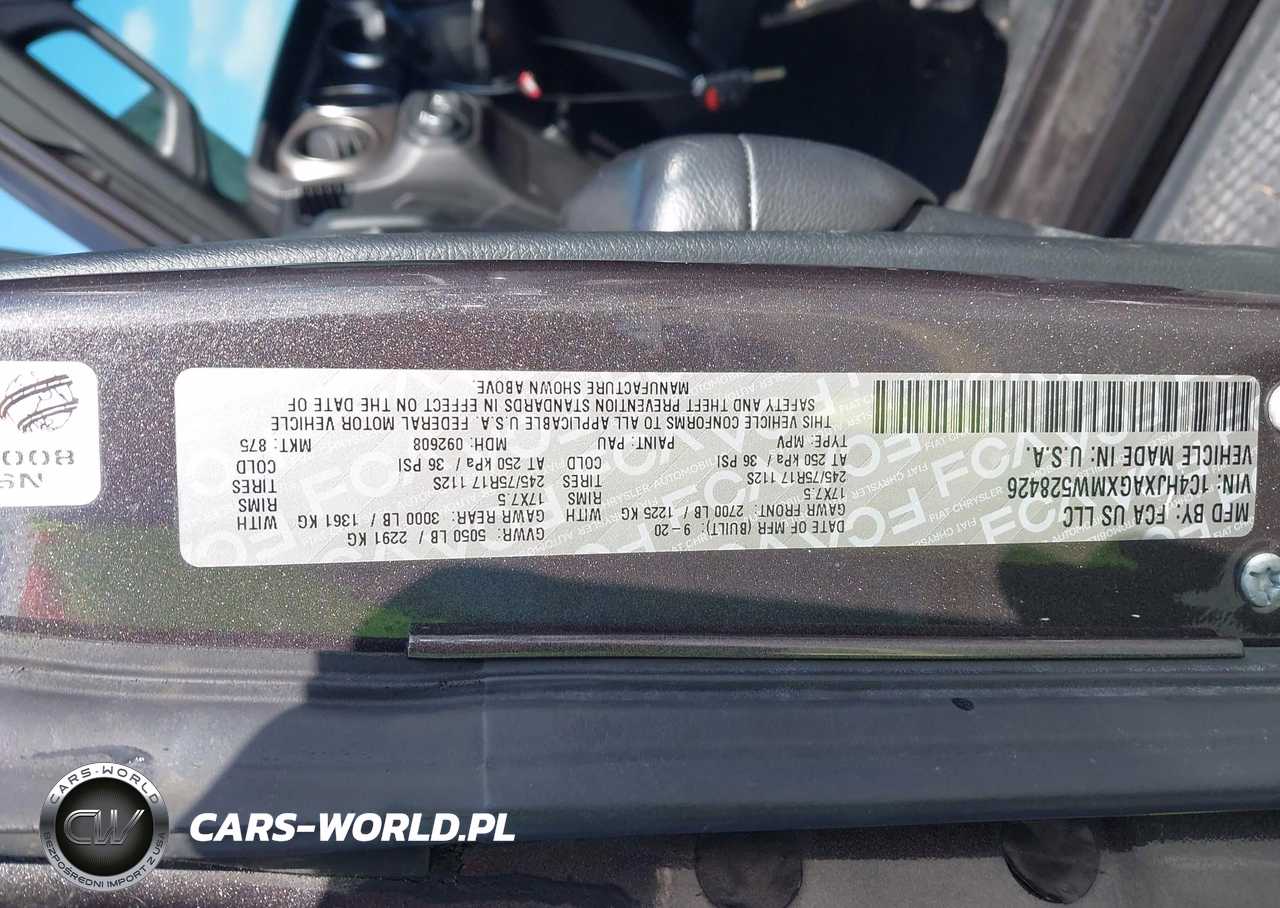 MFD BY: FCA US LLC
DATE OF MFR (BUILT): 9-20
GVWR: 5050 LB / 2291 KG
GAWR FRONT: 2700 LB / 1225 KG
WITH
GAWR REAR: 3000 LB / 1361 KG
WITH
17X7.5
RIMS
17X7.5
RIMS
245/75R17 112S
TIRES
245/75R17 112S
TIRES
AT 250 kPa / 36 PSI
COLD
AT 250 kPa / 36 PSI
COLD
VIN: 1C4HJXAGXMW528426
TYPE: MPV
PAINT: PAU
MDH: 092608
MKT: 875
VEHICLE MADE IN: U.S.A.
THIS VEHICLE CONFORMS TO ALL APPLICABLE U.S.A. FEDERAL MOTOR VEHICLE
SAFETY AND THEFT PREVENTION STANDARDS IN EFFECT ON THE DATE OF
MANUFACTURE SHOWN ABOVE.
CARS-WORLD
CW
BEZPOŚREDNI IMPORT Z USA
CARS-WORLD.PL